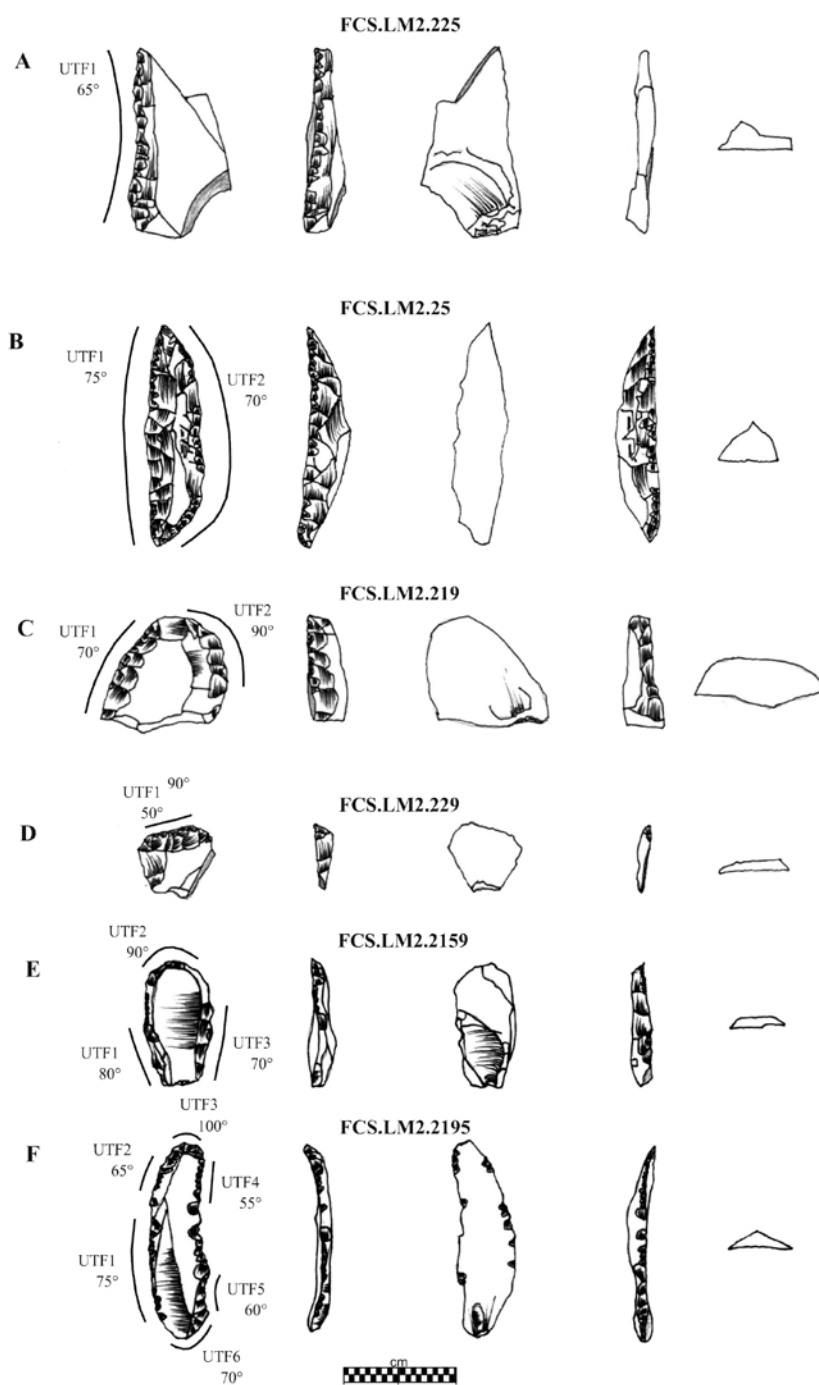 FCS.LM2.225
A
UTF1
65°
FCS.LM2.25
B
UTF1
75°
UTF2
70°
FCS.LM2.219
C
UTF1
70°
UTF2
90°
FCS.LM2.229
D
UTF1 90°
50°
FCS.LM2.2159
E
UTF2
90°
UTF1
80°
UTF3
70°
FCS.LM2.2195
F
UTF3
100°
UTF2
65°
UTF4
55°
UTF1
75°
UTF5
60°
UTF6
70°
cm